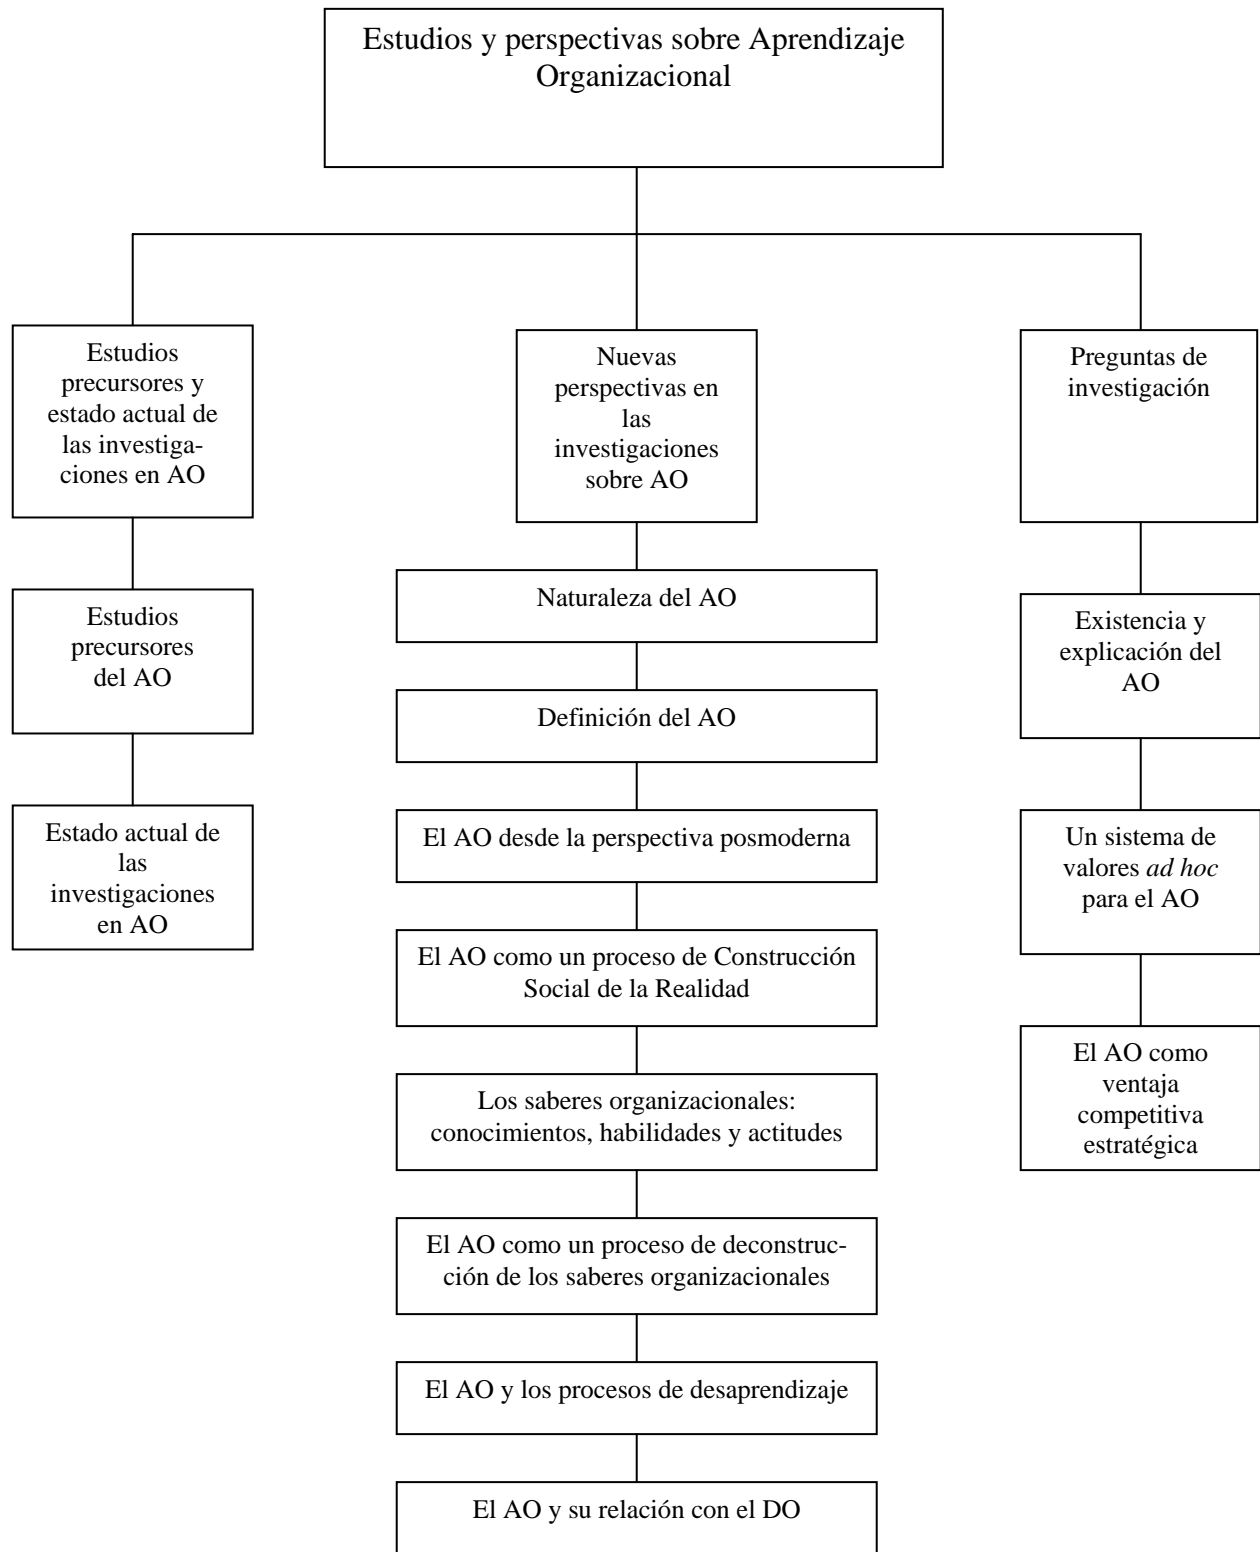 Estudios y perspectivas sobre Aprendizaje
Organizacional
Estudios
precursores y
estado actual de
las investiga-
ciones en AO
Estudios
precursores
del AO
Estado actual de
las
investigaciones
en AO
Nuevas
perspectivas en
las
investigaciones
sobre AO
Naturaleza del AO
Definición del AO
El AO desde la perspectiva posmoderna
El AO como un proceso de Construcción
Social de la Realidad
Los saberes organizacionales:
conocimientos, habilidades y actitudes
El AO como un proceso de deconstruc-
ción de los saberes organizacionales
El AO y los procesos de desaprendizaje
El AO y su relación con el DO
Preguntas de
investigación
Existencia y
explicación del
AO
Un sistema de
valores ad hoc
para el AO
El AO como
ventaja
competitiva
estratégica